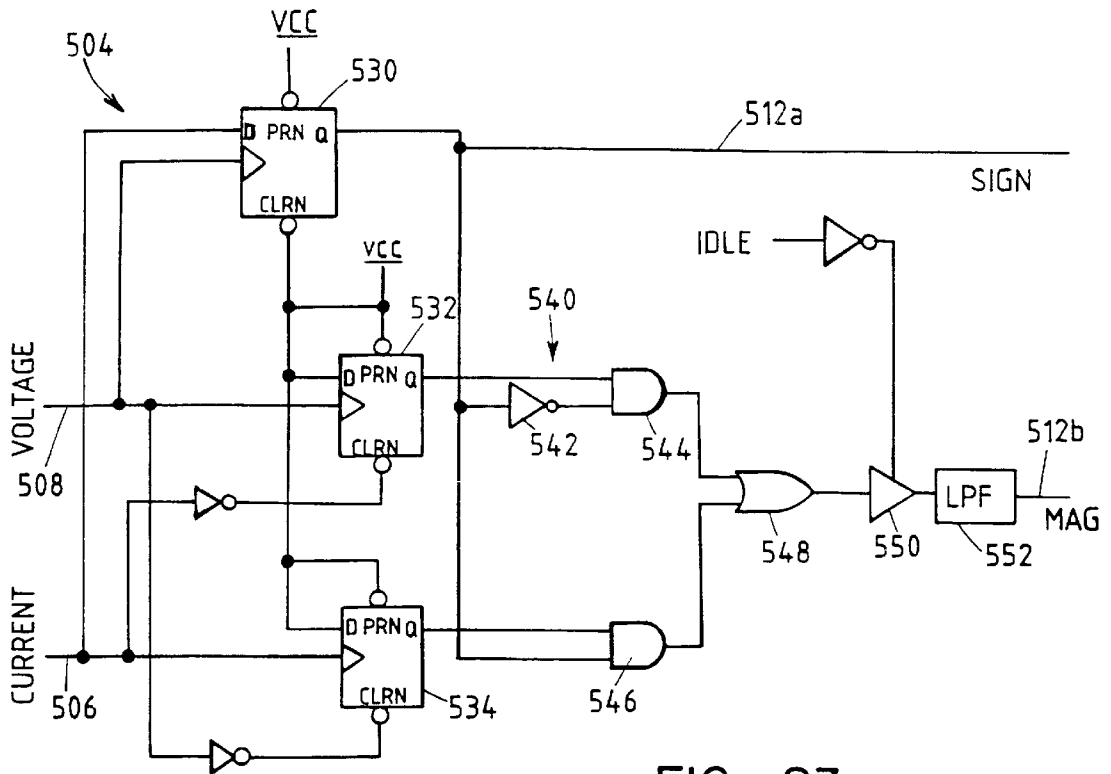 504
VCC
530
D PRN Q
CLRN
512a
SIGN
IDLE
VCC
532
540
D PRN Q
CLRN
542
544
VOLTAGE
508
548
550
LPF
552
512b
MAG
CURRENT
506
D PRN Q
CLRN
534
546